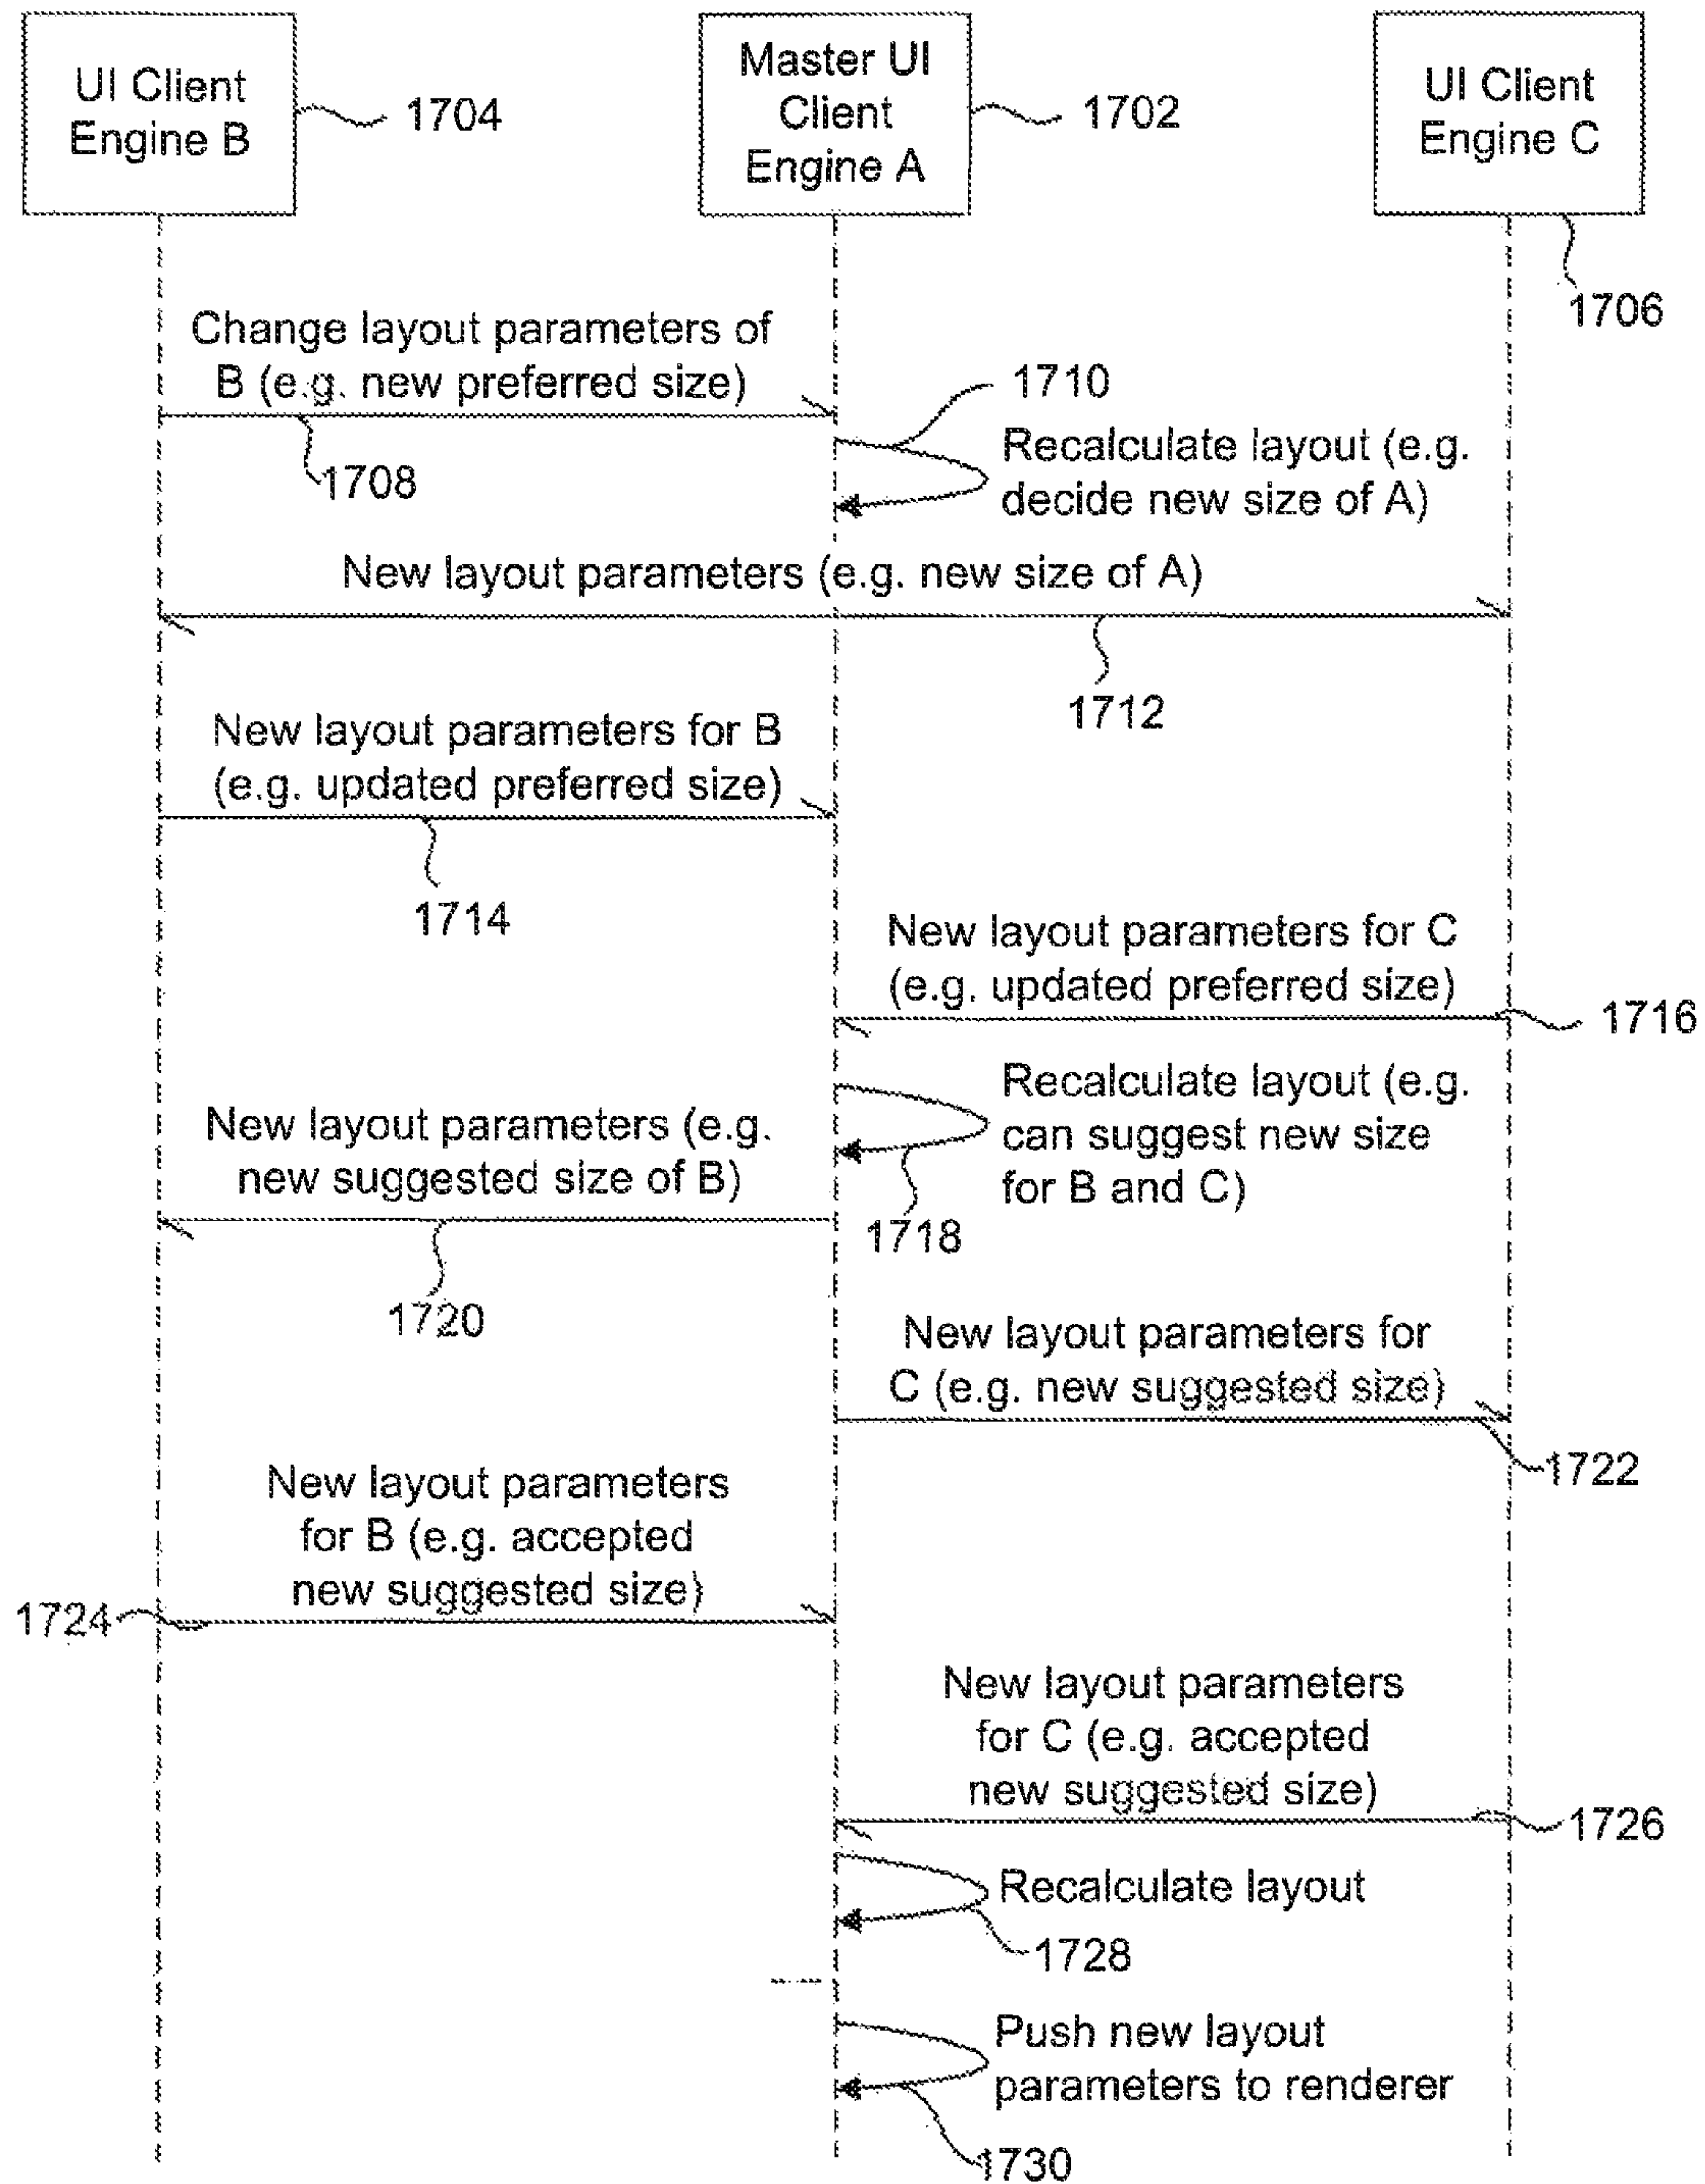 UI Client
Engine B
1704
Master UI
Client
Engine A
1702
UI Client
Engine C
1706
Change layout parameters of
B (e.g. new preferred size)
1708
1710
Recalculate layout (e.g.
decide new size of A)
New layout parameters (e.g. new size of A)
1712
New layout parameters for B
(e.g. updated preferred size)
1714
New layout parameters for C
(e.g. updated preferred size)
1716
Recalculate layout (e.g.
can suggest new size
for B and C)
1718
New layout parameters (e.g.
new suggested size of B)
1720
New layout parameters for
C (e.g. new suggested size)
1722
New layout parameters
for B (e.g. accepted
new suggested size)
1724
New layout parameters
for C (e.g. accepted
new suggested size)
1726
Recalculate layout
1728
Push new layout
parameters to renderer
1730